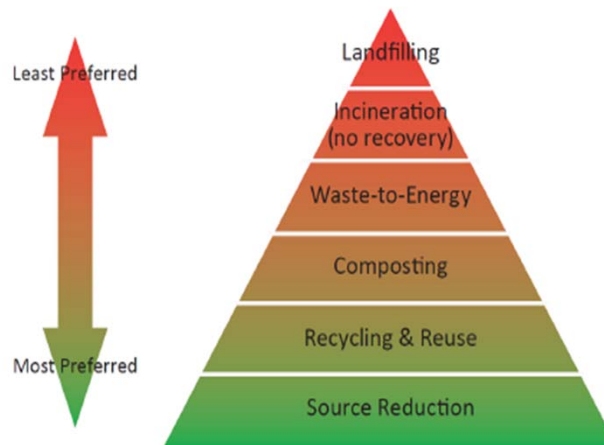 Landfilling
Least Preferred
Incineration
(no recovery)
Waste-to-Energy
Composting
Recycling & Reuse
Most Preferred
Source Reduction